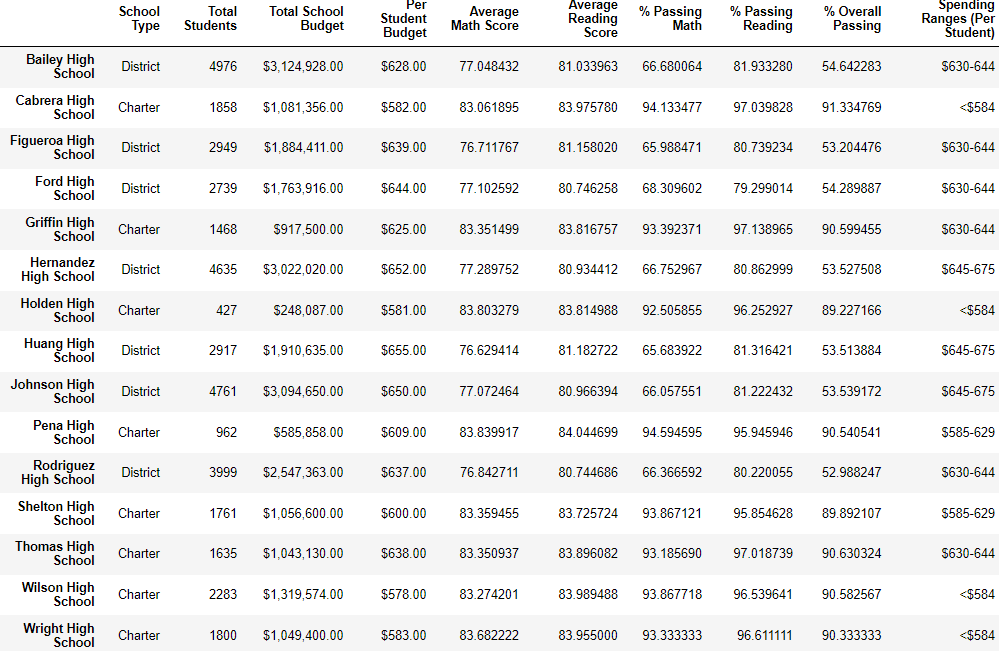 School Type Total Students Total School Budget Per Student Budget Average Math Score Average Reading Score % Passing Math % Passing Reading % Overall Passing Spending Ranges (Per Student)
Bailey High School District 4976 $3,124,928.00 $628.00 77.048432 81.033963 66.680064 81.933280 54.642283 $630-644
Cabrera High School Charter 1858 $1,081,356.00 $582.00 83.061895 83.975780 94.133477 97.039828 91.334769 <$584
Figueroa High School District 2949 $1,884,411.00 $639.00 76.711767 81.158020 65.988471 80.739234 53.204476 $630-644
Ford High School District 2739 $1,763,916.00 $644.00 77.102592 80.746258 68.309602 79.299014 54.289887 $630-644
Griffin High School Charter 1468 $917,500.00 $625.00 83.351499 83.816757 93.392371 97.138965 90.599455 $630-644
Hernandez High School District 4635 $3,022,020.00 $652.00 77.289752 80.934412 66.752967 80.862999 53.527508 $645-675
Holden High School Charter 427 $248,087.00 $581.00 83.803279 83.814988 92.505855 96.252927 89.227166 <$584
Huang High School District 2917 $1,910,635.00 $655.00 76.629414 81.182722 65.683922 81.316421 53.513884 $645-675
Johnson High School District 4761 $3,094,650.00 $650.00 77.072464 80.966394 66.057551 81.222432 53.539172 $645-675
Pena High School Charter 962 $585,858.00 $609.00 83.839917 84.044699 94.594595 95.945946 90.540541 $585-629
Rodriguez High School District 3999 $2,547,363.00 $637.00 76.842711 80.744686 66.366592 80.220055 52.988247 $630-644
Shelton High School Charter 1761 $1,056,600.00 $600.00 83.359455 83.725724 93.867121 95.854628 89.892107 $585-629
Thomas High School Charter 1635 $1,043,130.00 $638.00 83.350937 83.896082 93.185690 97.018739 90.630324 $630-644
Wilson High School Charter 2283 $1,319,574.00 $578.00 83.274201 83.989488 93.867718 96.539641 90.582567 <$584
Wright High School Charter 1800 $1,049,400.00 $583.00 83.682222 83.955000 93.333333 96.611111 90.333333 <$584